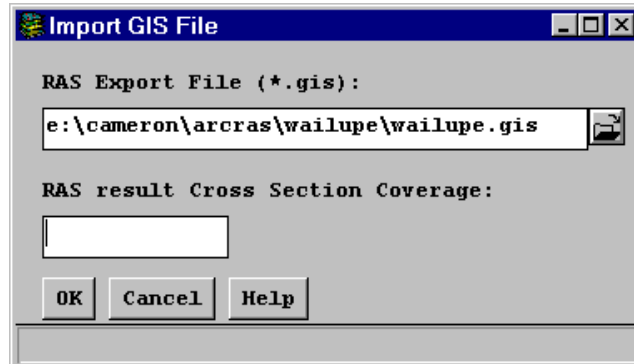 Import GIS File
RAS Export File (*.gis):
e:\cameron\arcras\wailupe\wailupe.gis
RAS result Cross Section Coverage:
OK Cancel Help